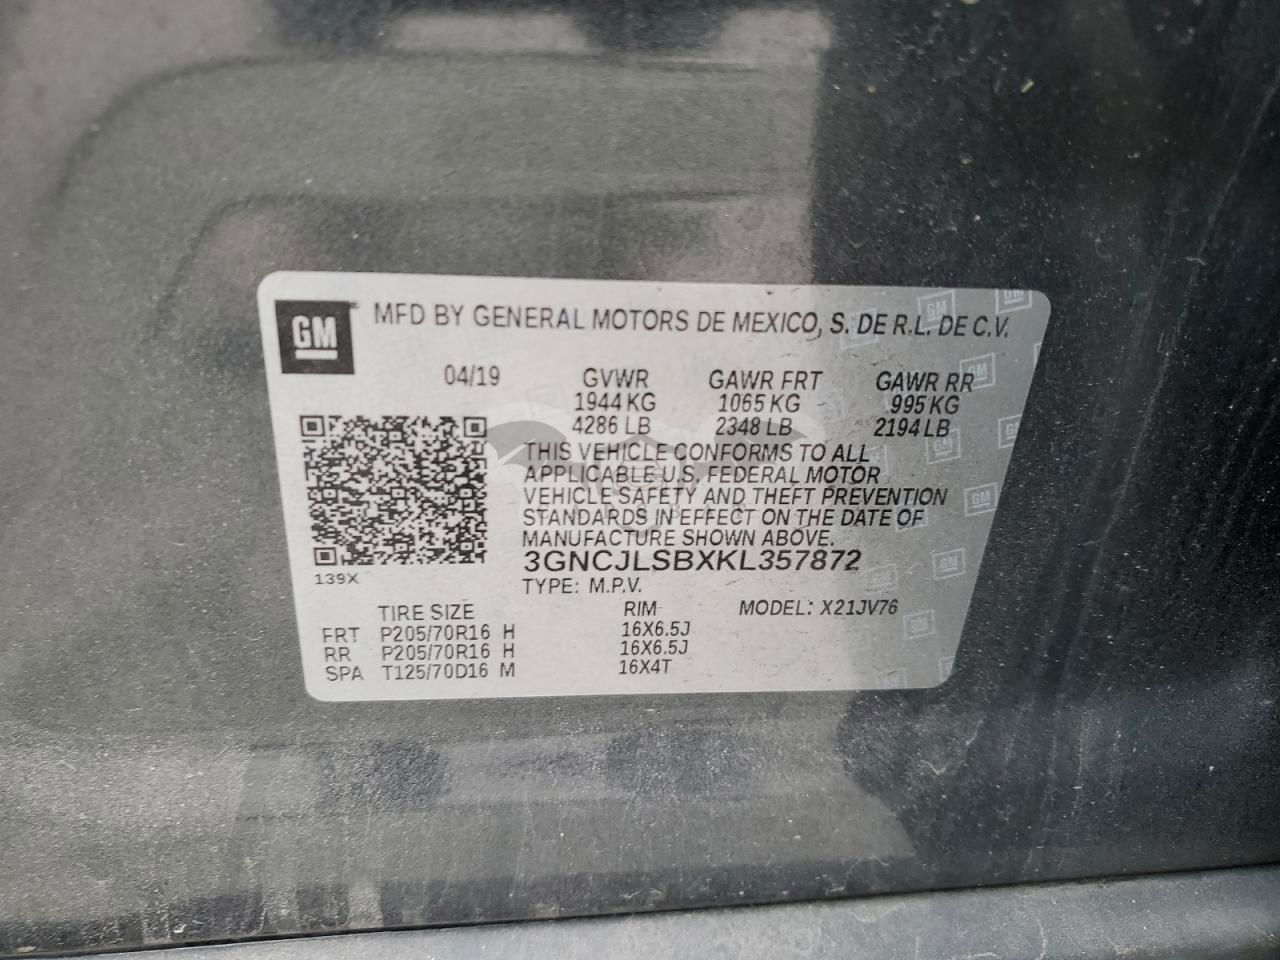 GM
MFD BY GENERAL MOTORS DE MEXICO, S. DE R.L. DE C.V.
04/19 GVWR GAWR FRT GAWR RR
1944 KG 1065 KG 995 KG
4286 LB 2348 LB 2194 LB
THIS VEHICLE CONFORMS TO ALL
APPLICABLE U.S. FEDERAL MOTOR
VEHICLE SAFETY AND THEFT PREVENTION
STANDARDS IN EFFECT ON THE DATE OF
MANUFACTURE SHOWN ABOVE.
3GNCJLSBXKL357872
139X
TYPE: M.P.V.
TIRE SIZE RIM MODEL: X21JV76
FRT P205/70R16 H 16X6.5J
RR P205/70R16 H 16X6.5J
SPA T125/70D16 M 16X4T